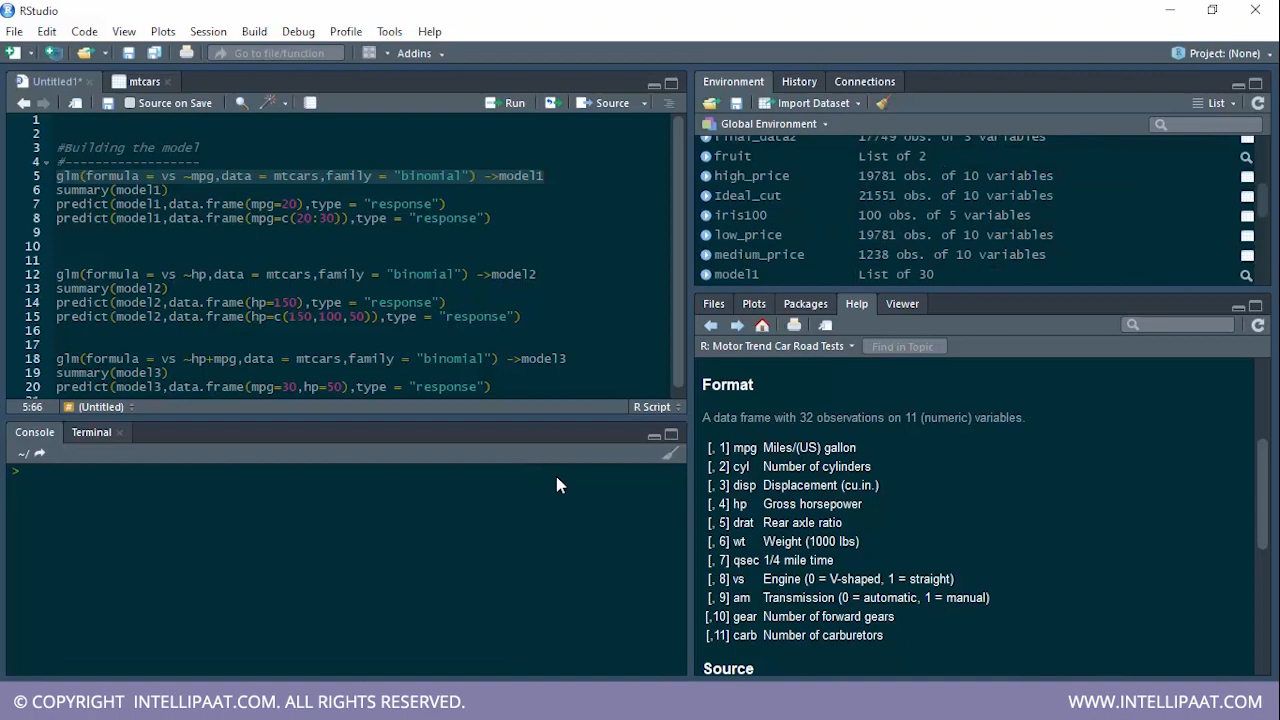 RStudio
File Edit Code View Plots Session Build Debug Profile Tools Help
Go to file/function Addins Project: (None)
Untitled1* mtcars
Source on Save Run Source
1
2
3 #Building the model
4 #------------------
5 glm(formula = vs ~mpg,data = mtcars,family = "binomial") ->model1
6 summary(model1)
7 predict(model1,data.frame(mpg=20),type = "response")
8 predict(model1,data.frame(mpg=c(20:30)),type = "response")
9
10
11
12 glm(formula = vs ~hp,data = mtcars,family = "binomial") ->model2
13 summary(model2)
14 predict(model2,data.frame(hp=150),type = "response")
15 predict(model2,data.frame(hp=c(150,100,50)),type = "response")
16
17
18 glm(formula = vs ~hp+mpg,data = mtcars,family = "binomial") ->model3
19 summary(model3)
20 predict(model3,data.frame(mpg=30,hp=50),type = "response")
5:66 (Untitled) R Script
Console Terminal
~/
>
Environment History Connections
Import Dataset List
Global Environment
final_data2 17749 obs. of 3 variables
fruit List of 2
high_price 19781 obs. of 10 variables
Ideal_cut 21551 obs. of 10 variables
iris100 100 obs. of 5 variables
low_price 19781 obs. of 10 variables
medium_price 1238 obs. of 10 variables
model1 List of 30
Files Plots Packages Help Viewer
R: Motor Trend Car Road Tests Find in Topic
Format
A data frame with 32 observations on 11 (numeric) variables.
[, 1] mpg Miles/(US) gallon
[, 2] cyl Number of cylinders
[, 3] disp Displacement (cu.in.)
[, 4] hp Gross horsepower
[, 5] drat Rear axle ratio
[, 6] wt Weight (1000 lbs)
[, 7] qsec 1/4 mile time
[, 8] vs Engine (0 = V-shaped, 1 = straight)
[, 9] am Transmission (0 = automatic, 1 = manual)
[,10] gear Number of forward gears
[,11] carb Number of carburetors
Source
© COPYRIGHT INTELLIPAAT.COM. ALL RIGHTS RESERVED. WWW.INTELLIPAAT.COM